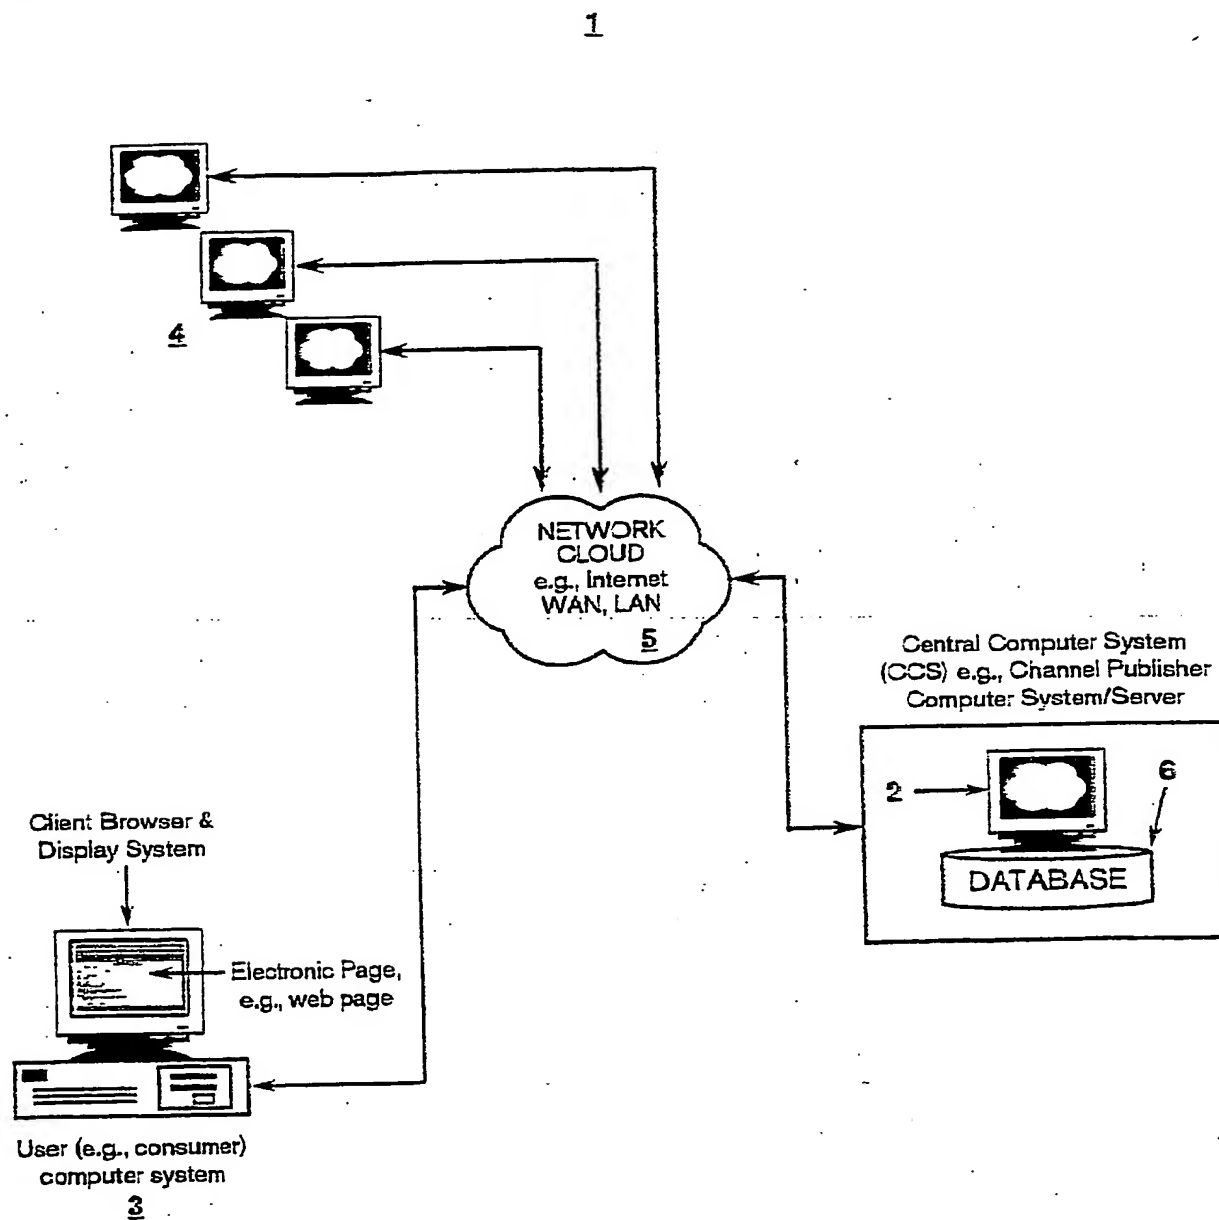 1
4
NETWORK
CLOUD
e.g., Internet
WAN, LAN
5
Central Computer System
(CCS) e.g., Channel Publisher
Computer System/Server
2
6
DATABASE
Client Browser &
Display System
Electronic Page,
e.g., web page
User (e.g., consumer)
computer system
3